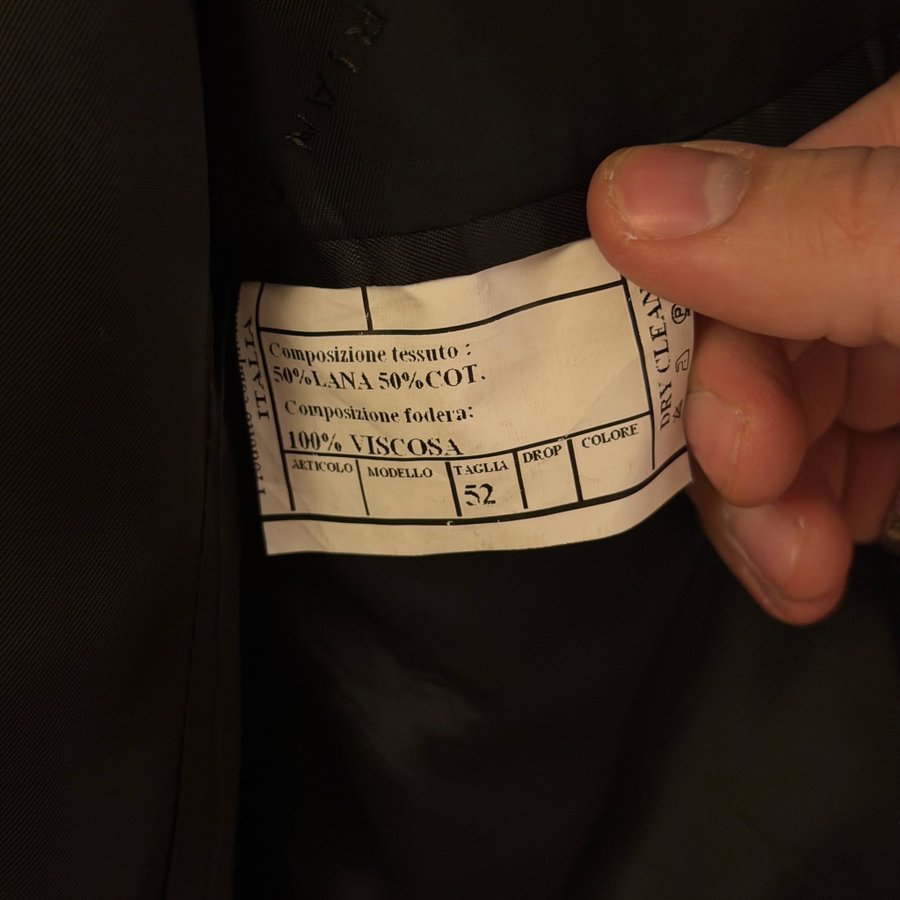 Composizione tessuto :
50% LANA 50% COT.
Composizione fodera:
100% VISCOSA
ARTICOLO
MODELLO
TAGLIA
52
DROP
COLORE
ITALIA
DRY CLEAN